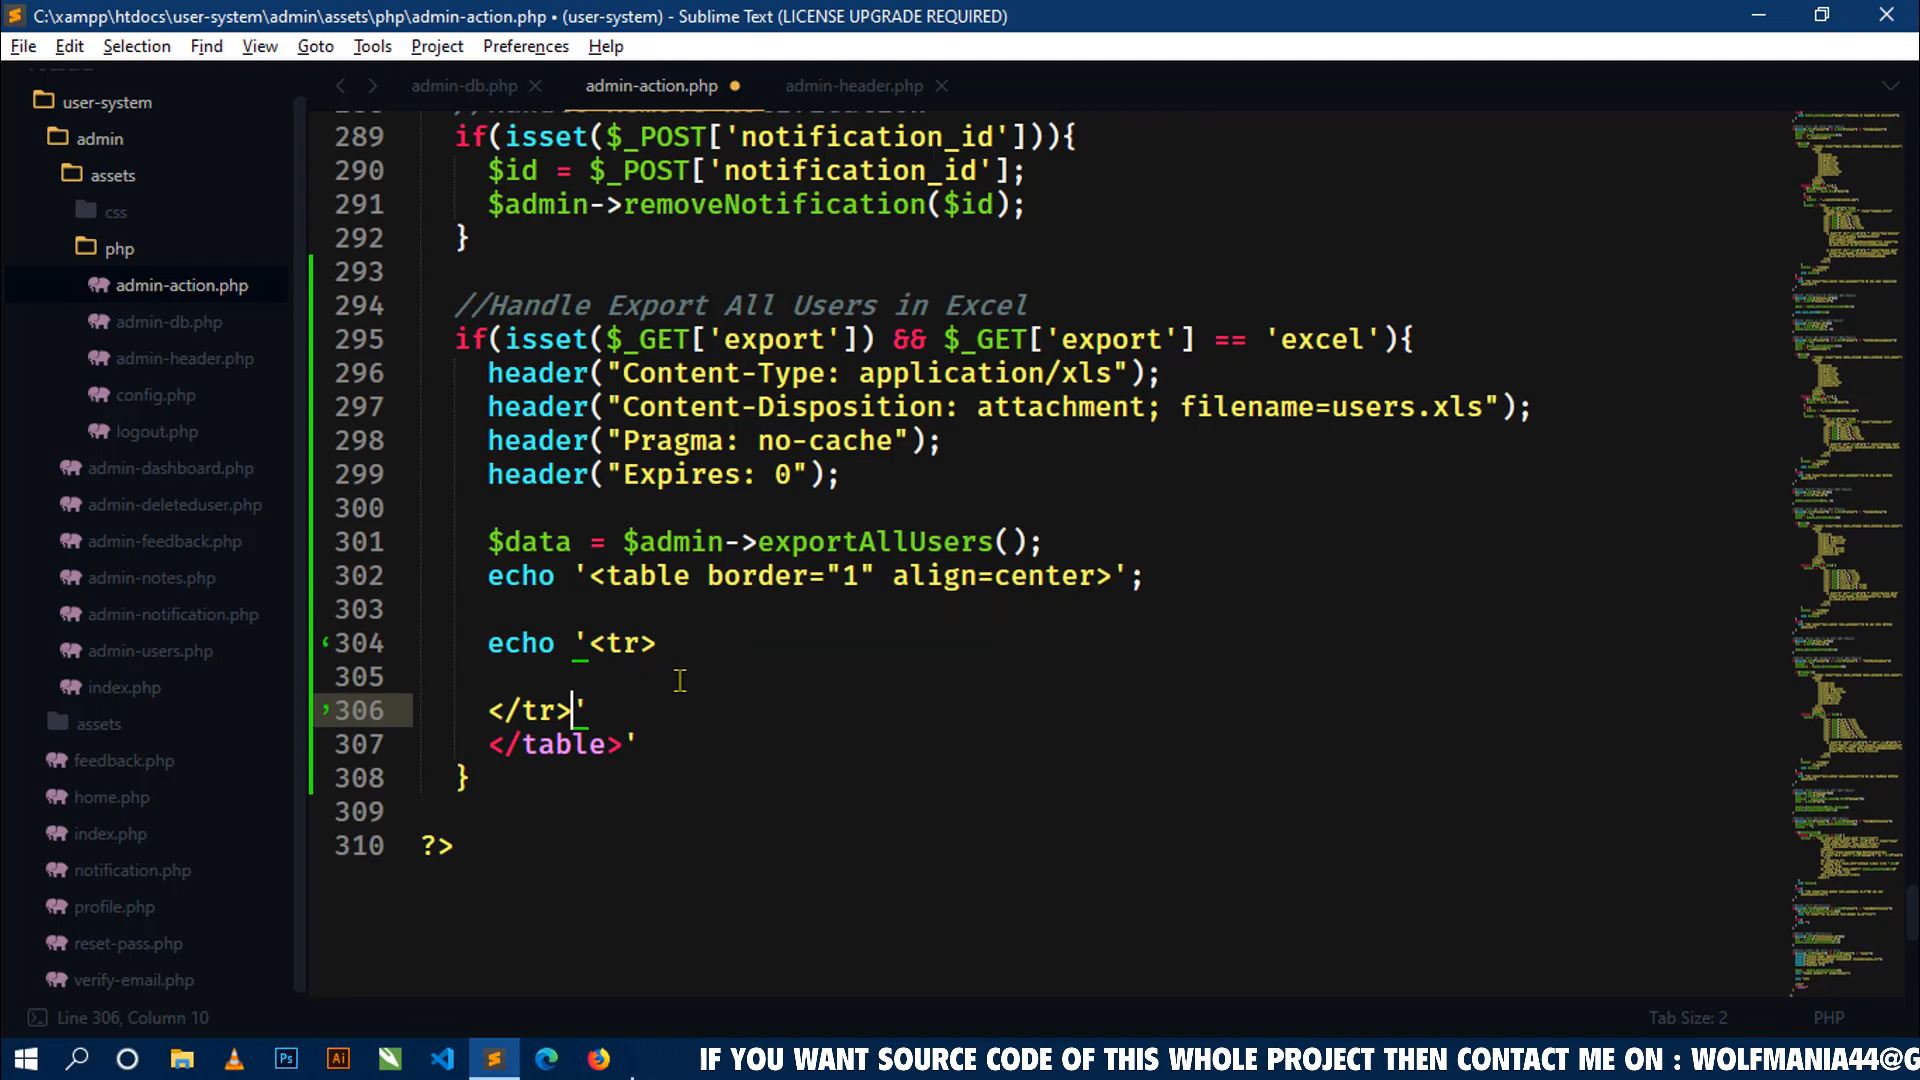 C:\xampp\htdocs\user-system\admin\assets\php\admin-action.php • (user-system) - Sublime Text (LICENSE UPGRADE REQUIRED)
File Edit Selection Find View Goto Tools Project Preferences Help
admin-db.php admin-action.php admin-header.php
user-system
admin
assets
css
php
admin-action.php
admin-db.php
admin-header.php
config.php
logout.php
admin-dashboard.php
admin-deleteduser.php
admin-feedback.php
admin-notes.php
admin-notification.php
admin-users.php
index.php
assets
feedback.php
home.php
index.php
notification.php
profile.php
reset-pass.php
verify-email.php
289 if(isset($_POST['notification_id'])){
290 $id = $_POST['notification_id'];
291 $admin->removeNotification($id);
292 }
293
294 //Handle Export All Users in Excel
295 if(isset($_GET['export']) && $_GET['export'] == 'excel'){
296 header("Content-Type: application/xls");
297 header("Content-Disposition: attachment; filename=users.xls");
298 header("Pragma: no-cache");
299 header("Expires: 0");
300
301 $data = $admin->exportAllUsers();
302 echo '<table border="1" align=center>';
303
304 echo '<tr>
305
306 </tr>'
307 </table>'
308 }
309
310 ?>
Line 306, Column 10 Tab Size: 2 PHP
IF YOU WANT SOURCE CODE OF THIS WHOLE PROJECT THEN CONTACT ME ON : WOLFMANIA44@G